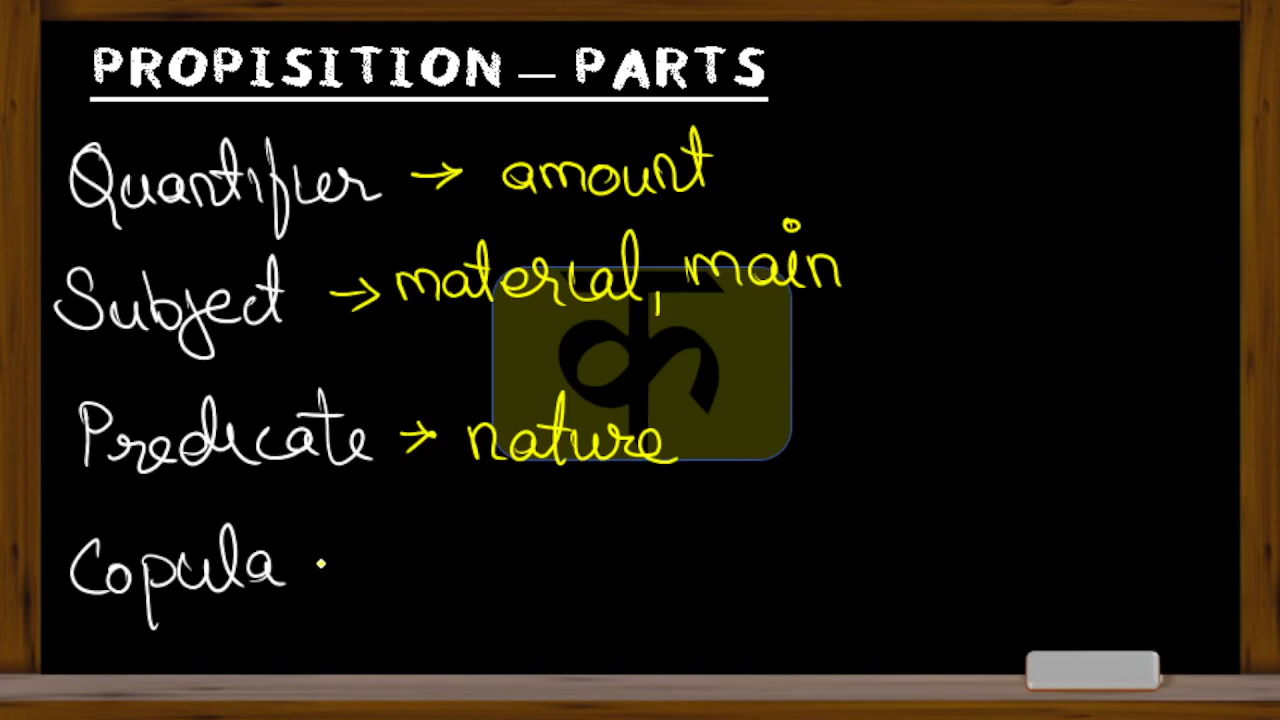 PROPISITION — PARTS
Quantifier → amount
Subject → material, main
क
Predicate → nature
Copula